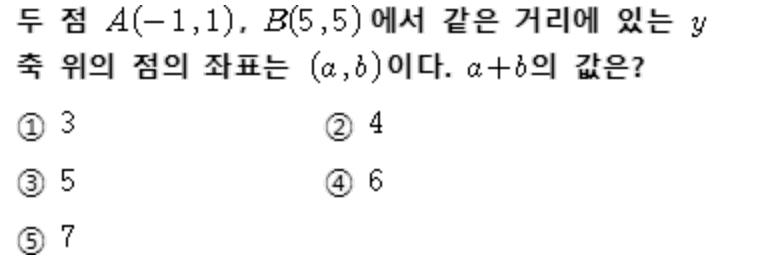 두 점 A(−1,1), B(5,5)에서 같은 거리에 있는 y
축 위의 점의 좌표는 (a,b)이다. a+b의 값은?
① 3 ② 4
③ 5 ④ 6
⑤ 7